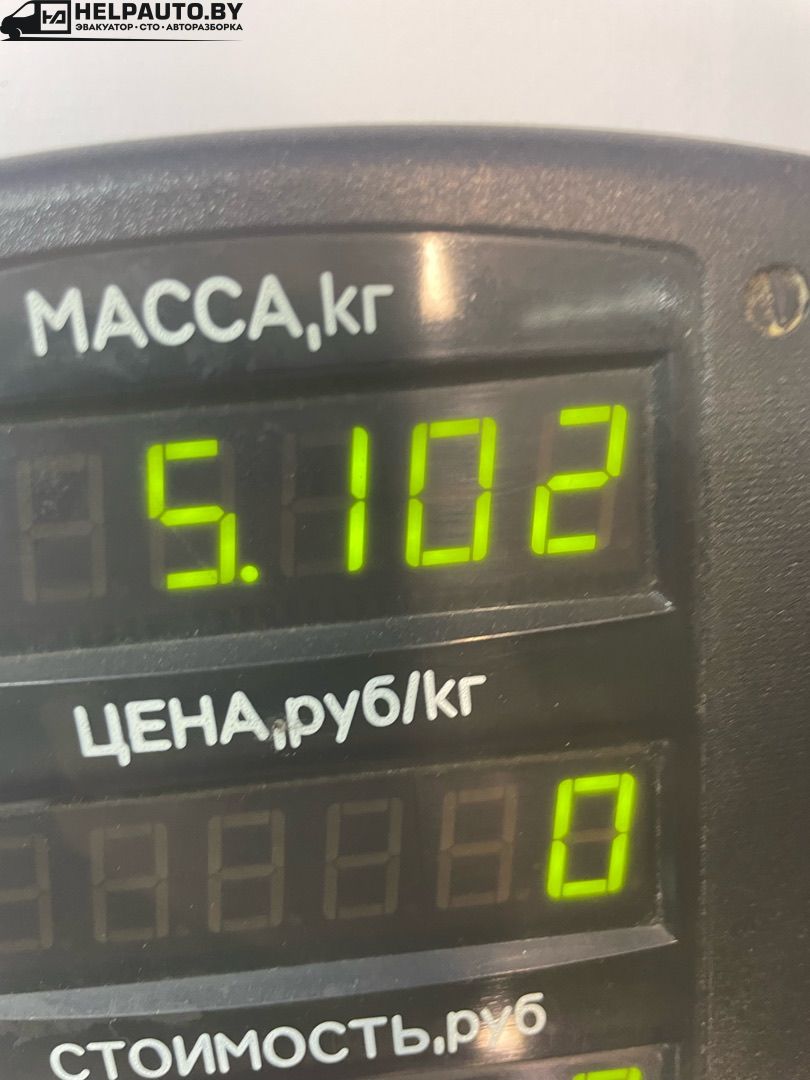 HELPAUTO.BY
ЭВАКУАТОР • СТО • АВТОРАЗБОРКА
МАССА,кг
5.102
ЦЕНА,руб/кг
0
СТОИМОСТЬ,руб